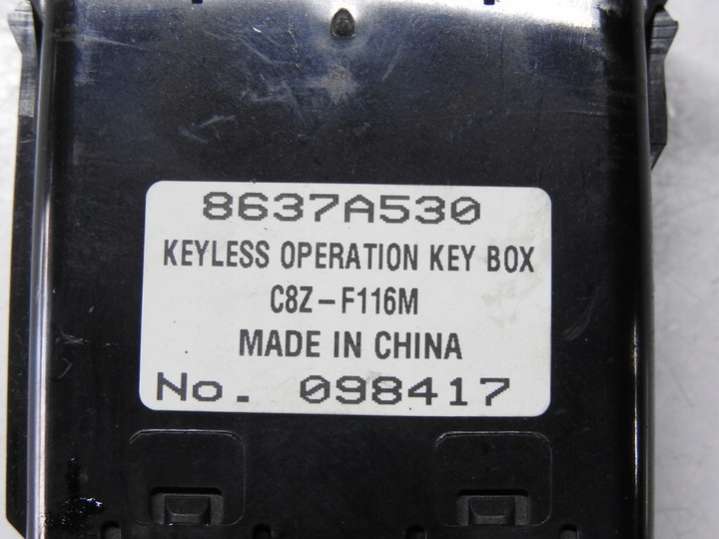 8637A530
KEYLESS OPERATION KEY BOX
C8Z-F116M
MADE IN CHINA
No. 098417